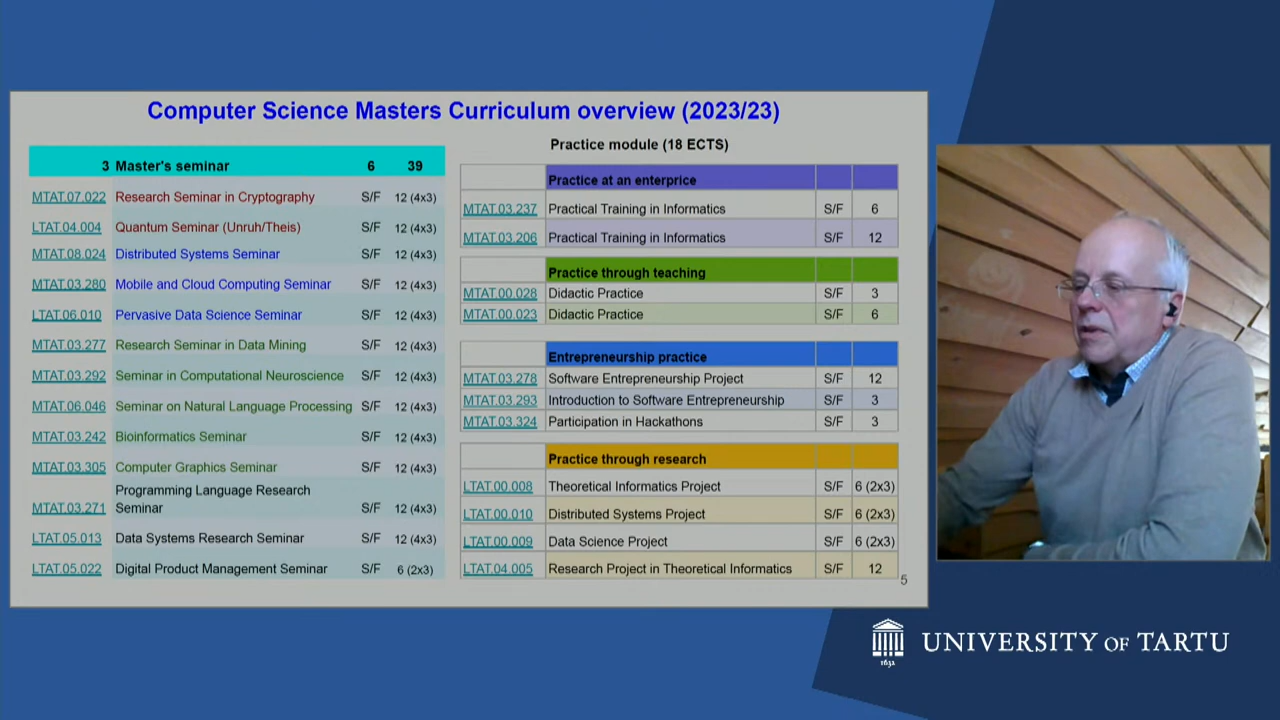 Computer Science Masters Curriculum overview (2023/23)
3 Master's seminar 6 39
MTAT.07.022 Research Seminar in Cryptography S/F 12 (4x3)
LTAT.04.004 Quantum Seminar (Unruh/Theis) S/F 12 (4x3)
MTAT.08.024 Distributed Systems Seminar S/F 12 (4x3)
MTAT.03.280 Mobile and Cloud Computing Seminar S/F 12 (4x3)
LTAT.06.010 Pervasive Data Science Seminar S/F 12 (4x3)
MTAT.03.277 Research Seminar in Data Mining S/F 12 (4x3)
MTAT.03.292 Seminar in Computational Neuroscience S/F 12 (4x3)
MTAT.06.046 Seminar on Natural Language Processing S/F 12 (4x3)
MTAT.03.242 Bioinformatics Seminar S/F 12 (4x3)
MTAT.03.305 Computer Graphics Seminar S/F 12 (4x3)
Programming Language Research
MTAT.03.271 Seminar S/F 12 (4x3)
LTAT.05.013 Data Systems Research Seminar S/F 12 (4x3)
LTAT.05.022 Digital Product Management Seminar S/F 6 (2x3)
Practice module (18 ECTS)
Practice at an enterprice
MTAT.03.237 Practical Training in Informatics S/F 6
MTAT.03.206 Practical Training in Informatics S/F 12
Practice through teaching
MTAT.00.028 Didactic Practice S/F 3
MTAT.00.023 Didactic Practice S/F 6
Entrepreneurship practice
MTAT.03.278 Software Entrepreneurship Project S/F 12
MTAT.03.293 Introduction to Software Entrepreneurship S/F 3
MTAT.03.324 Participation in Hackathons S/F 3
Practice through research
LTAT.00.008 Theoretical Informatics Project S/F 6 (2x3)
LTAT.00.010 Distributed Systems Project S/F 6 (2x3)
LTAT.00.009 Data Science Project S/F 6 (2x3)
LTAT.04.005 Research Project in Theoretical Informatics S/F 12
5
UNIVERSITY OF TARTU
1632